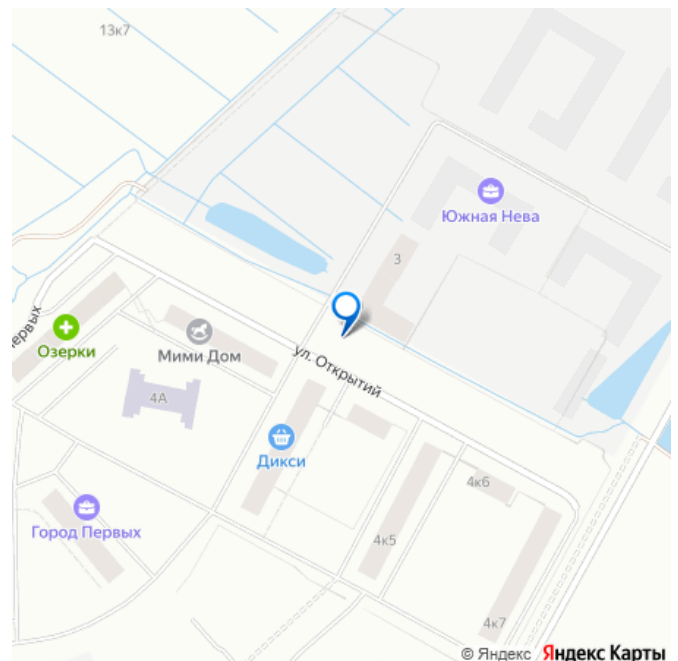 13к7
Южная Нева
3
ервых
Озерки
Мими Дом
ул. Открытий
4А
Дикси
4к6
Город Первых
4к5
4к7
© Яндекс Яндекс Карты